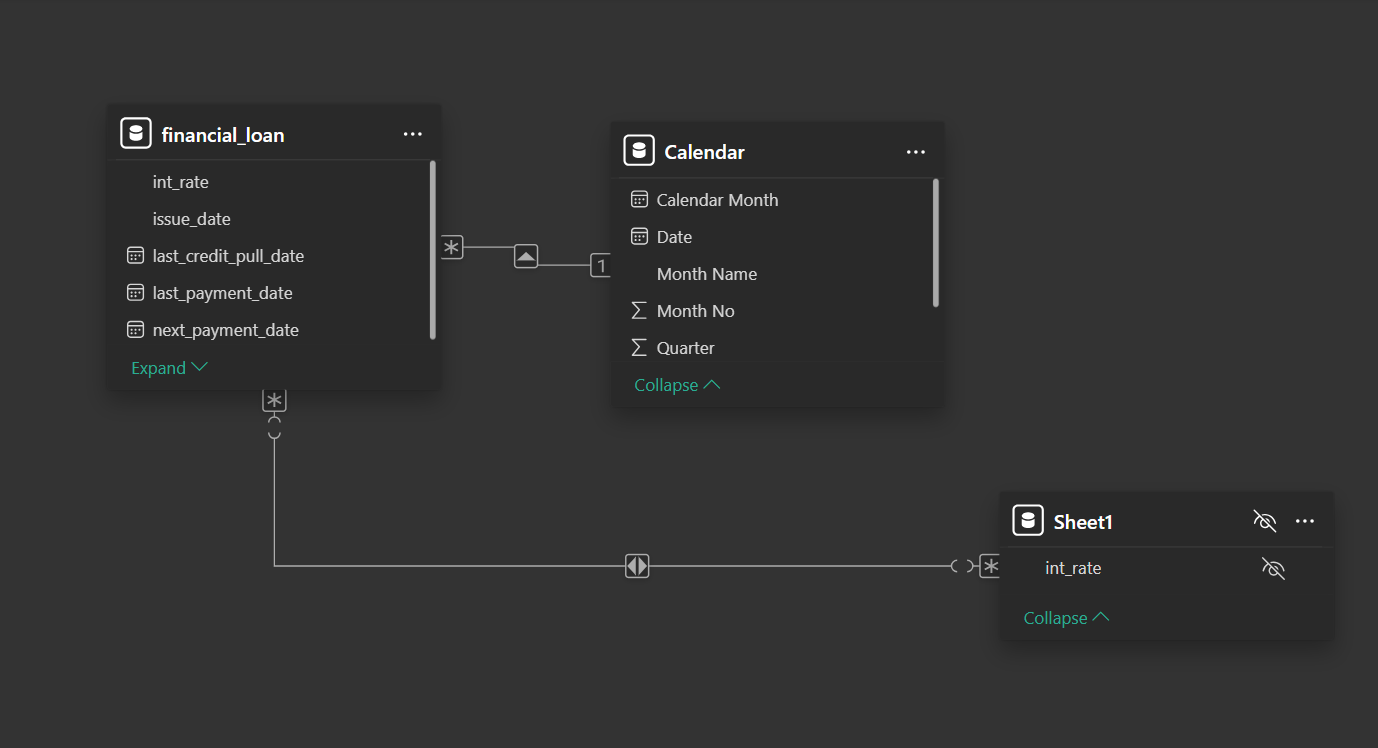 financial_loan
int_rate
issue_date
last_credit_pull_date
last_payment_date
next_payment_date
Expand
*
1
Calendar
Calendar Month
Date
Month Name
Month No
Quarter
Collapse
*
*
Sheet1
int_rate
Collapse